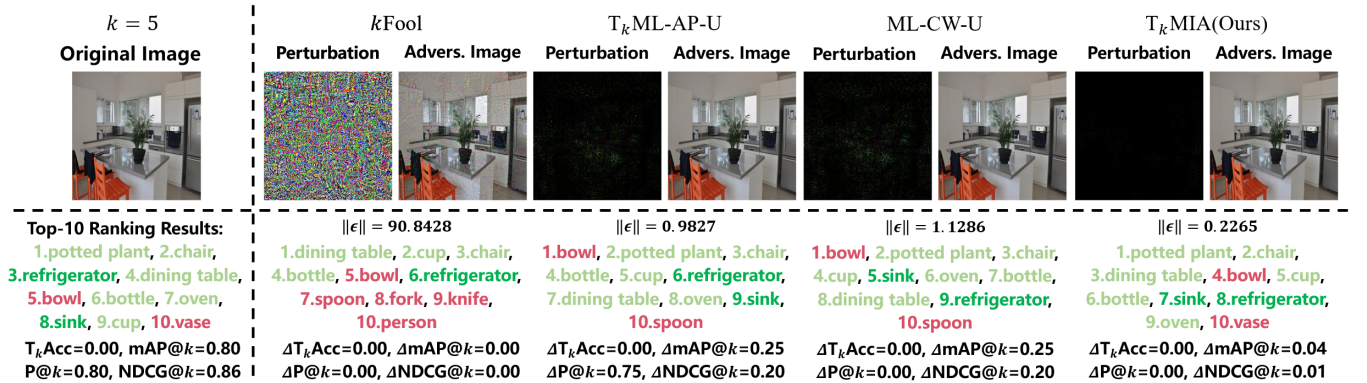 k = 5
Original Image
Top-10 Ranking Results:
1.potted plant, 2.chair,
3.refrigerator, 4.dining table,
5.bowl, 6.bottle, 7.oven,
8.sink, 9.cup, 10.vase
TₖAcc=0.00, mAP@k=0.80
P@k=0.80, NDCG@k=0.86
kFool
Perturbation Advers. Image
‖ϵ‖ = 90.8428
1.dining table, 2.cup, 3.chair,
4.bottle, 5.bowl, 6.refrigerator,
7.spoon, 8.fork, 9.knife,
10.person
ΔTₖAcc=0.00, ΔmAP@k=0.00
ΔP@k=0.00, ΔNDCG@k=0.00
TₖML-AP-U
Perturbation Advers. Image
‖ϵ‖ = 0.9827
1.bowl, 2.potted plant, 3.chair,
4.bottle, 5.cup, 6.refrigerator,
7.dining table, 8.oven, 9.sink,
10.spoon
ΔTₖAcc=0.00, ΔmAP@k=0.25
ΔP@k=0.75, ΔNDCG@k=0.20
ML-CW-U
Perturbation Advers. Image
‖ϵ‖ = 1.1286
1.bowl, 2.potted plant, 3.chair,
4.cup, 5.sink, 6.oven, 7.bottle,
8.dining table, 9.refrigerator,
10.spoon
ΔTₖAcc=0.00, ΔmAP@k=0.25
ΔP@k=0.00, ΔNDCG@k=0.20
TₖMIA(Ours)
Perturbation Advers. Image
‖ϵ‖ = 0.2265
1.potted plant, 2.chair,
3.dining table, 4.bowl, 5.cup,
6.bottle, 7.sink, 8.refrigerator,
9.oven, 10.vase
ΔTₖAcc=0.00, ΔmAP@k=0.04
ΔP@k=0.00, ΔNDCG@k=0.01